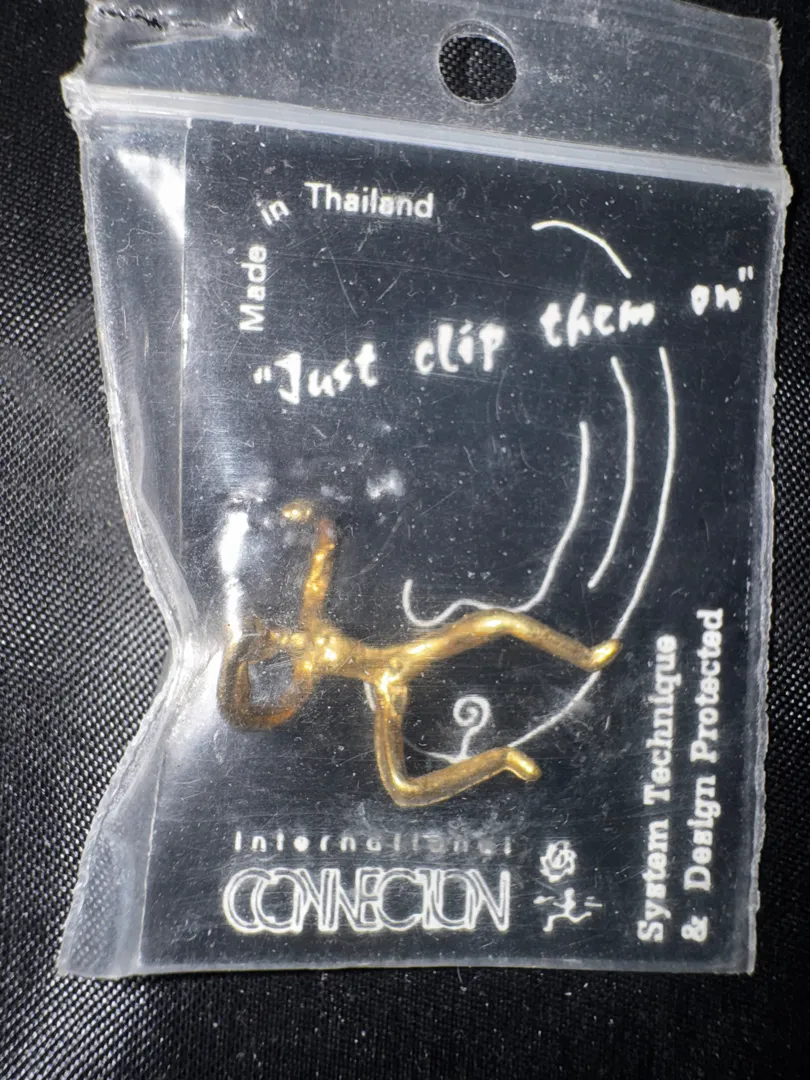 Made in Thailand
"Just clip them on"
System Technique
& Design Protected
International
CONNECTION